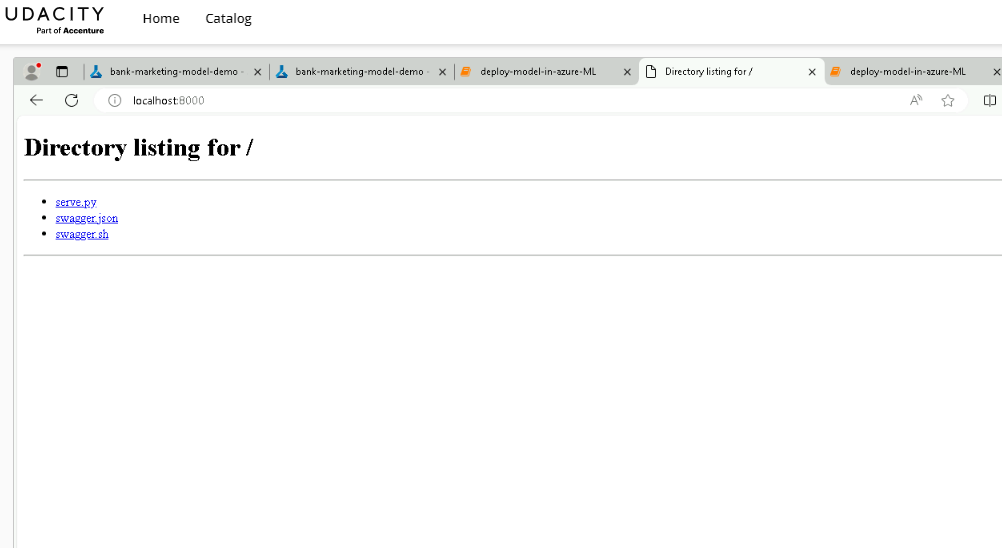 UDACITY
Part of Accenture
Home Catalog
bank-marketing-model-demo - bank-marketing-model-demo - deploy-model-in-azure-ML Directory listing for / deploy-model-in-azure-ML
localhost:8000
Directory listing for /
serve.py
swagger.json
swagger.sh